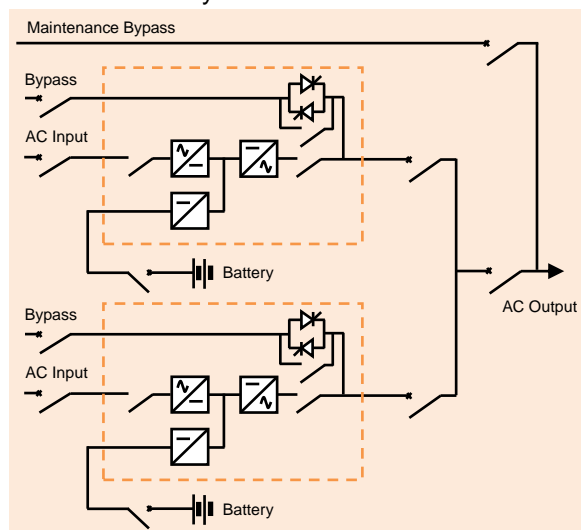 Maintenance Bypass
Bypass
AC Input
Battery
AC Output
Bypass
AC Input
Battery